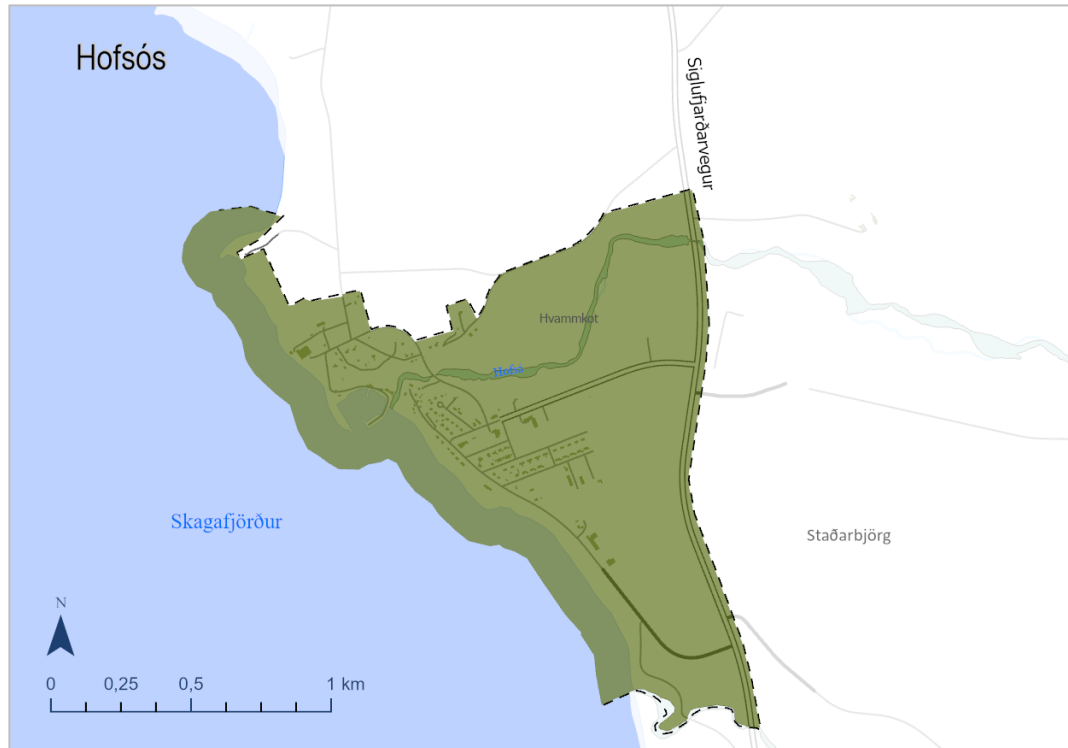 Hofsós
Siglufjarðarvegur
Hvammkot
Hofsá
Skagafjörður
Staðarbjörg
N
0 0,25 0,5 1 km